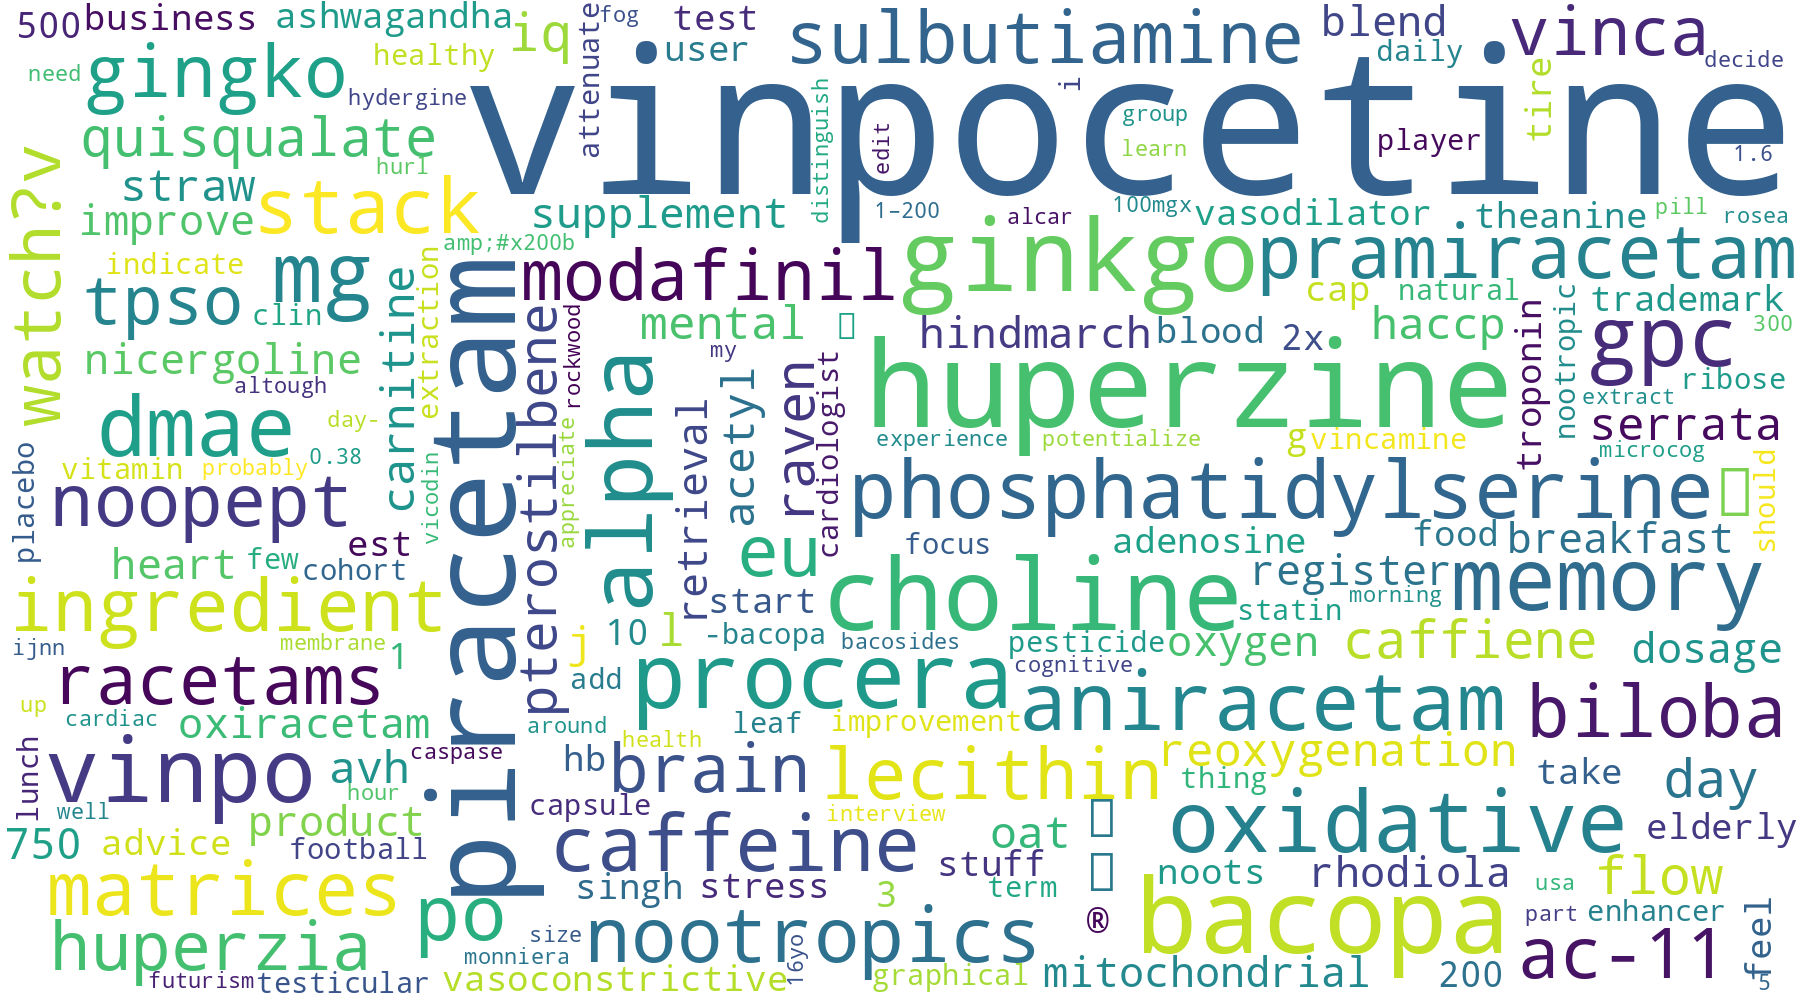 500
business
ashwagandha
fog
test
iq
user
sulbutiamine
blend
vinca
daily
decide
need
gingko
healthy
hydergine
attenuate
vinpocetine
i
distinguish
group
learn
edit
player
tire
1.6
quisqualate
hurl
watch?v
straw
improve
stack
supplement
1–200
alcar
100mgx
vasodilator
theanine
pill
rosea
amp;#x200b
indicate
mg
tpso
clin
carnitine
extraction
piracetam
modafinil
ginkgo
pramiracetam
cap
natural
trademark
mental
hindmarch
blood
2x
haccp
troponin
nootropic
gpc
300
nicergoline
altough
pterostilbene
rockwood
my
alpha
huperzine
ribose
extract
dmae
day-
retrieval
acetyl
raven
cardiologist
experience
potentialize
g
vincamine
serrata
microcog
placebo
vitamin
probably
0.38
vicodin
appreciate
noopept
phosphatidylserine
should
est
heart
few
cohort
eu
focus
adenosine
food
breakfast
ingredient
start
choline
register
statin
morning
memory
ijnn
membrane
1
j
10
l
-bacopa
bacosides
pesticide
oxygen
caffiene
dosage
racetams
add
procera
cognitive
aniracetam
biloba
up
cardiac
oxiracetam
around
leaf
improvement
lunch
vinpo
avh
caspase
health
hb
brain
lecithin
reoxygenation
thing
take
day
hour
well
product
capsule
interview
750
advice
football
caffeine
oat
oxidative
elderly
matrices
singh
stress
stuff
3
term
noots
rhodiola
usa
flow
huperzia
po
size
monniera
nootropics
®
bacopa
part
enhancer
ac-11
feel
futurism
testicular
vasoconstrictive
16yo
graphical
mitochondrial
200
5